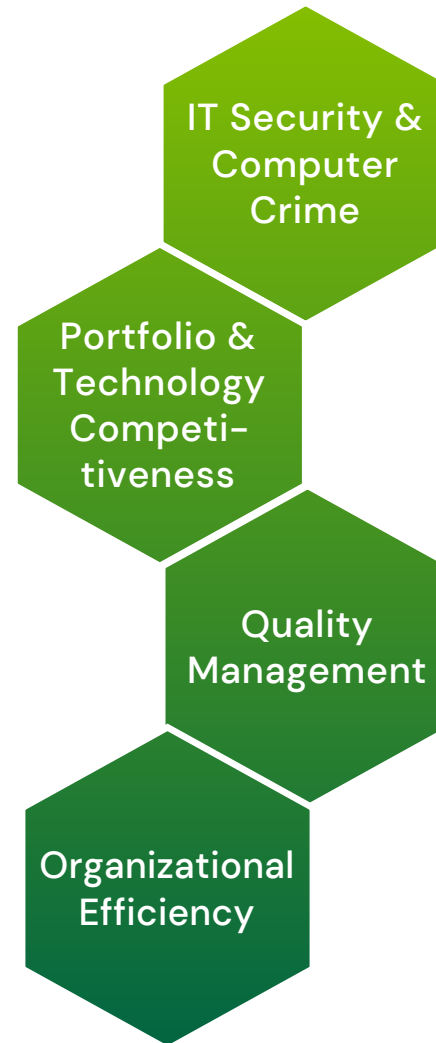 IT Security &
Computer
Crime
Portfolio &
Technology
Competi-
tiveness
Quality
Management
Organizational
Efficiency